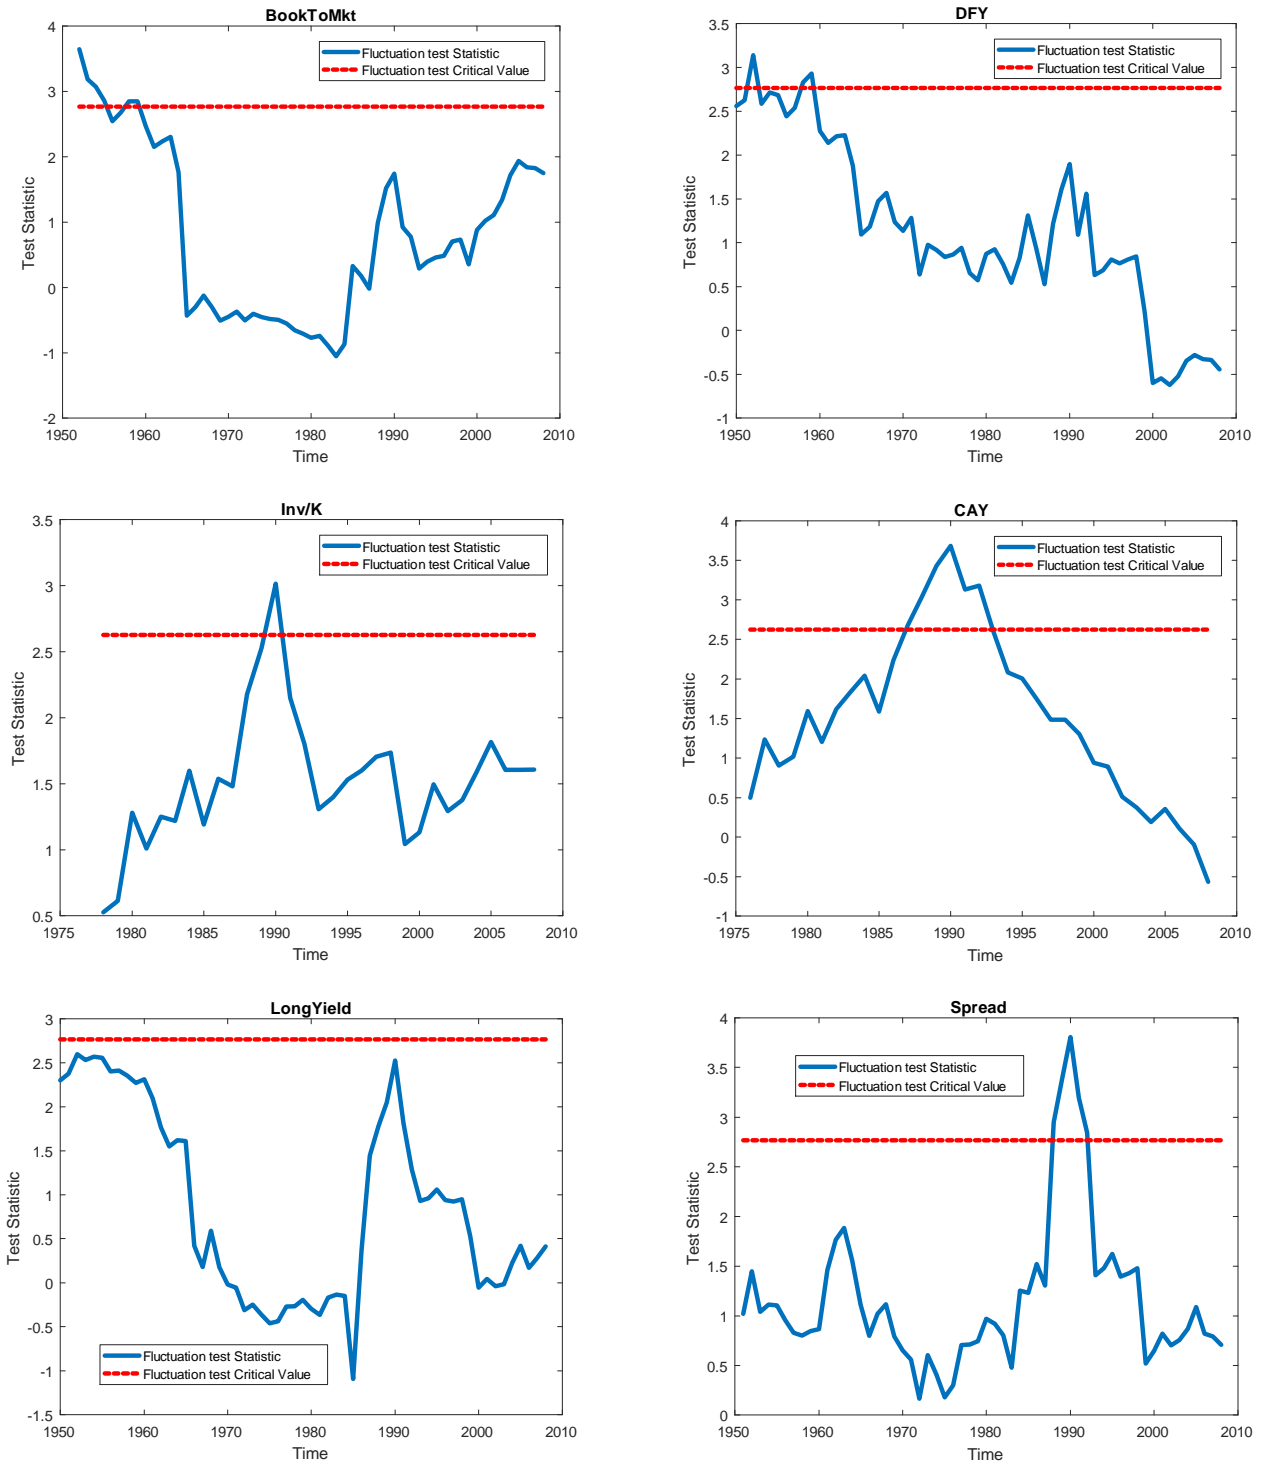 BookToMkt
4
3
2
1
0
-1
-2
Test Statistic
Fluctuation test Statistic
Fluctuation test Critical Value
1950 1960 1970 1980 1990 2000 2010
Time
DFY
3.5
3
2.5
2
1.5
1
0.5
0
-0.5
-1
Test Statistic
Fluctuation test Statistic
Fluctuation test Critical Value
1950 1960 1970 1980 1990 2000 2010
Time
Inv/K
3.5
3
2.5
2
1.5
1
0.5
Test Statistic
Fluctuation test Statistic
Fluctuation test Critical Value
1975 1980 1985 1990 1995 2000 2005 2010
Time
CAY
4
3.5
3
2.5
2
1.5
1
0.5
0
-0.5
-1
Test Statistic
Fluctuation test Statistic
Fluctuation test Critical Value
1975 1980 1985 1990 1995 2000 2005 2010
Time
LongYield
3
2.5
2
1.5
1
0.5
0
-0.5
-1
-1.5
Test Statistic
Fluctuation test Statistic
Fluctuation test Critical Value
1950 1960 1970 1980 1990 2000 2010
Time
Spread
4
3.5
3
2.5
2
1.5
1
0.5
0
Test Statistic
Fluctuation test Statistic
Fluctuation test Critical Value
1950 1960 1970 1980 1990 2000 2010
Time